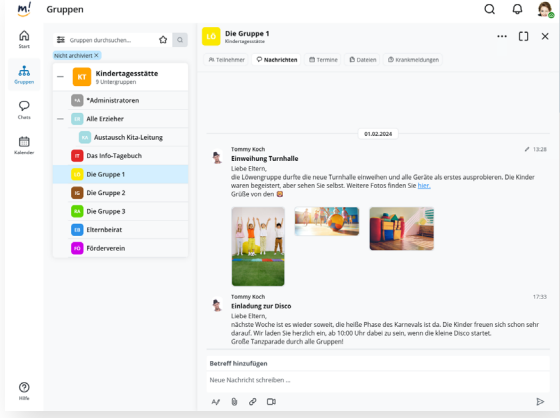 M!
Gruppen
Start
Gruppen
Chats
Kalender
Hilfe
Gruppen durchsuchen...
Nicht archiviert ×
KT
Kindertagesstätte
9 Untergruppen
*Administratoren
Alle Erzieher
Austausch Kita-Leitung
IT
Das Info-Tagebuch
Die Gruppe 1
Die Gruppe 2
Die Gruppe 3
Elternbeirat
Förderverein
Die Gruppe 1
Kindertagesstätte
Teilnehmer
Nachrichten
Termine
Dateien
Krankmeldungen
01.02.2024
Tommy Koch
13:28
Einweihung Turnhalle
Liebe Eltern,
die Löwengruppe durfte die neue Turnhalle einweihen und alle Geräte als erstes ausprobieren. Die Kinder
waren begeistert, aber sehen Sie selbst. Weitere Fotos finden Sie hier.
Grüße von den
Tommy Koch
17:33
Einladung zur Disco
Liebe Eltern,
nächste Woche ist es wieder soweit, die heiße Phase des Karnevals ist da. Die Kinder freuen sich schon sehr
darauf. Wir laden Sie herzlich ein, ab 10:00 Uhr dabei zu sein, wenn die kleine Disco startet.
Große Tanzparade durch alle Gruppen!
Betreff hinzufügen
Neue Nachricht schreiben ...